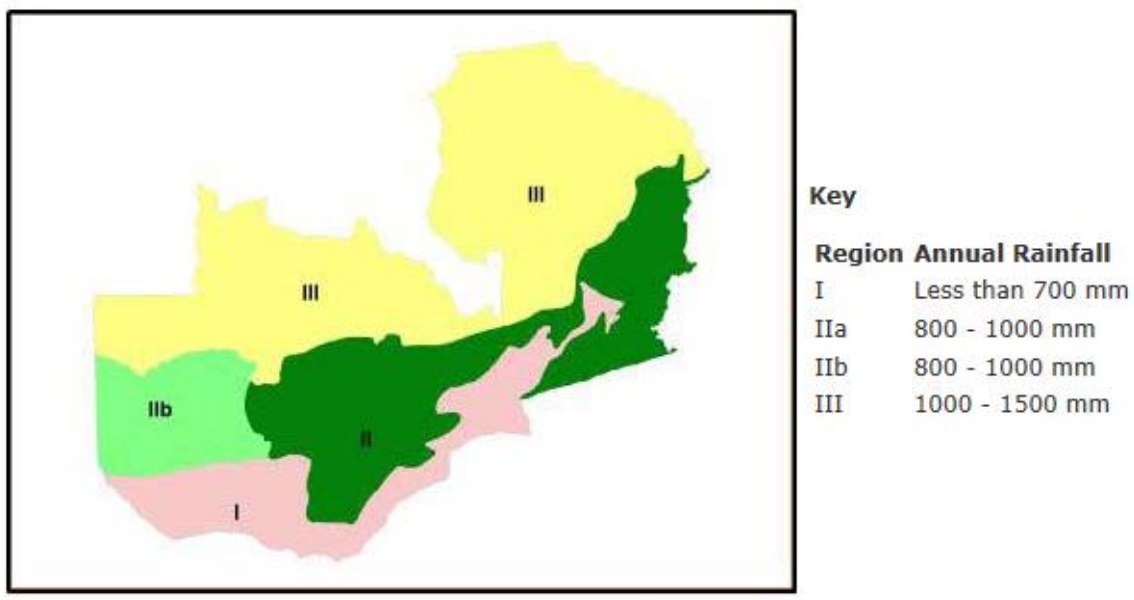 III
III
IIb
II
I
Key
Region Annual Rainfall
I Less than 700 mm
IIa 800 - 1000 mm
IIb 800 - 1000 mm
III 1000 - 1500 mm